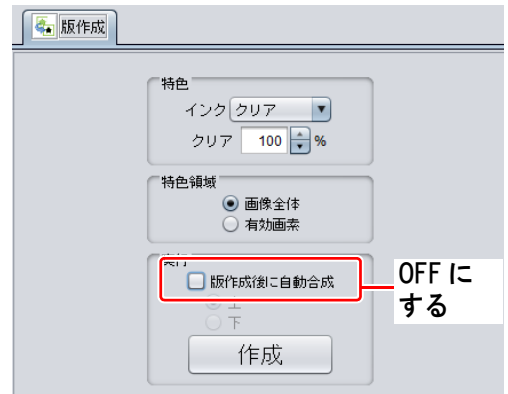 版作成
特色
インク クリア
クリア 100 %
特色領域
画像全体
有効画素
実行
版作成後に自動合成
OFF に
する
上
下
作成